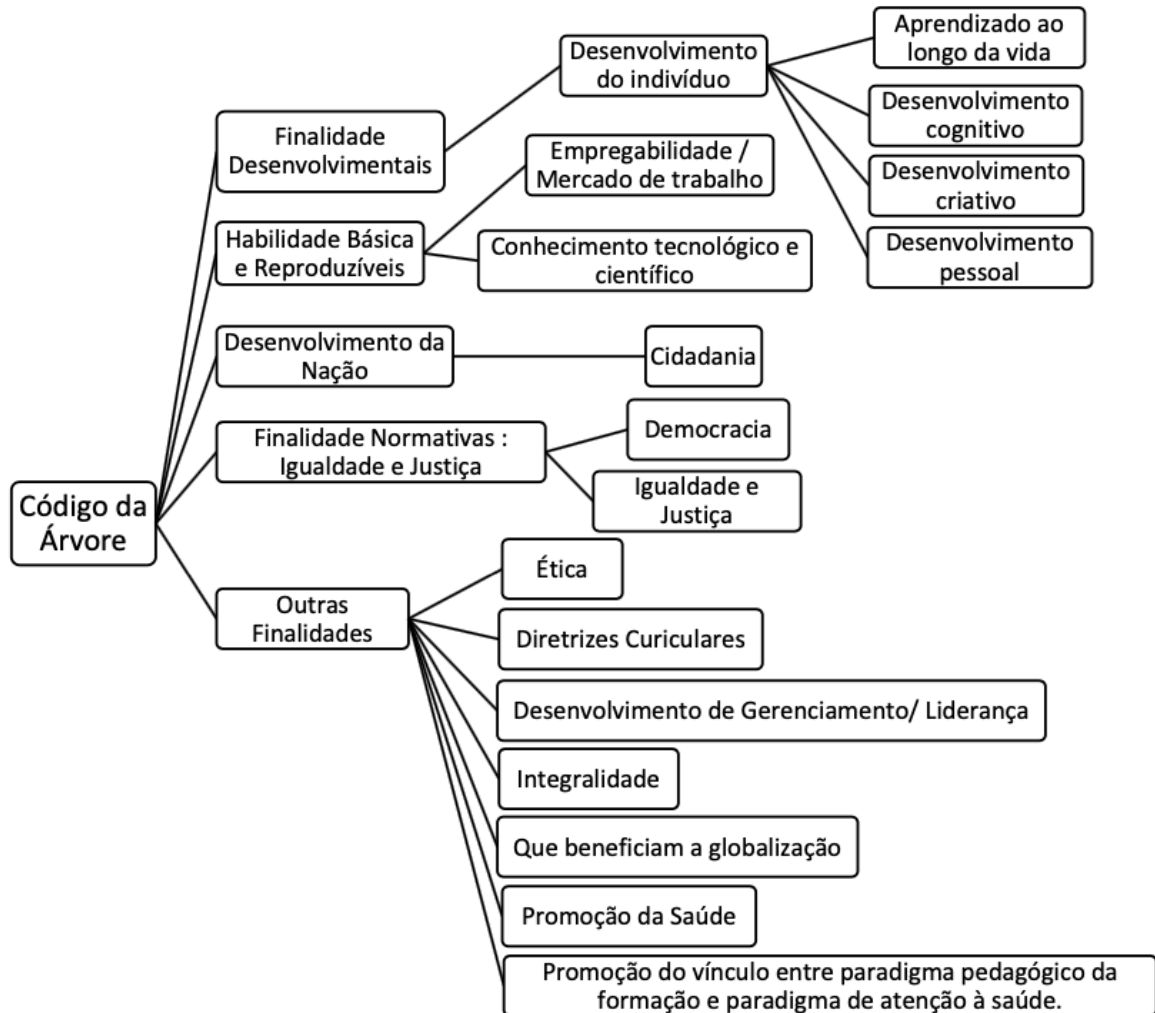 Código da
Árvore
Finalidade
Desenvolvimentais
Desenvolvimento
do indivíduo
Aprendizado ao
longo da vida
Desenvolvimento
cognitivo
Desenvolvimento
criativo
Desenvolvimento
pessoal
Habilidade Básica
e Reproduzíveis
Empregabilidade /
Mercado de trabalho
Conhecimento tecnológico e
científico
Desenvolvimento da
Nação
Cidadania
Finalidade Normativas :
Igualdade e Justiça
Democracia
Igualdade e
Justiça
Outras
Finalidades
Ética
Diretrizes Curiculares
Desenvolvimento de Gerenciamento/ Liderança
Integralidade
Que beneficiam a globalização
Promoção da Saúde
Promoção do vínculo entre paradigma pedagógico da
formação e paradigma de atenção à saúde.